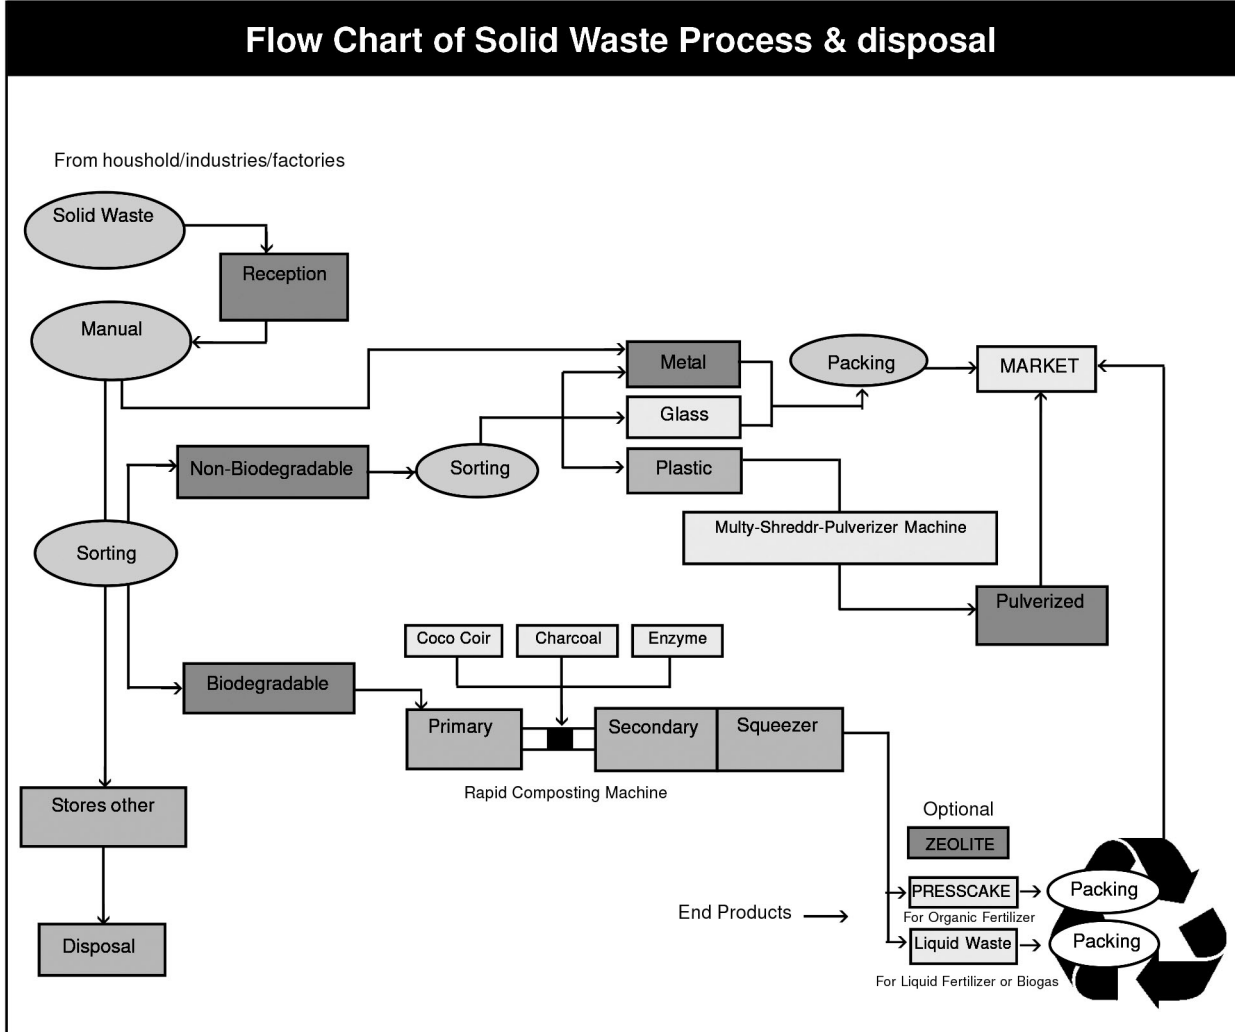 Flow Chart of Solid Waste Process & disposal
From houshold/industries/factories
Solid Waste
Reception
Manual
Metal
Packing
MARKET
Glass
Non-Biodegradable
Sorting
Plastic
Multy-Shreddr-Pulverizer Machine
Sorting
Pulverized
Coco Coir
Charcoal
Enzyme
Biodegradable
Primary
Secondary
Squeezer
Rapid Composting Machine
Stores other
Optional
ZEOLITE
PRESSCAKE
Packing
End Products
For Organic Fertilizer
Disposal
Liquid Waste
Packing
For Liquid Fertilizer or Biogas